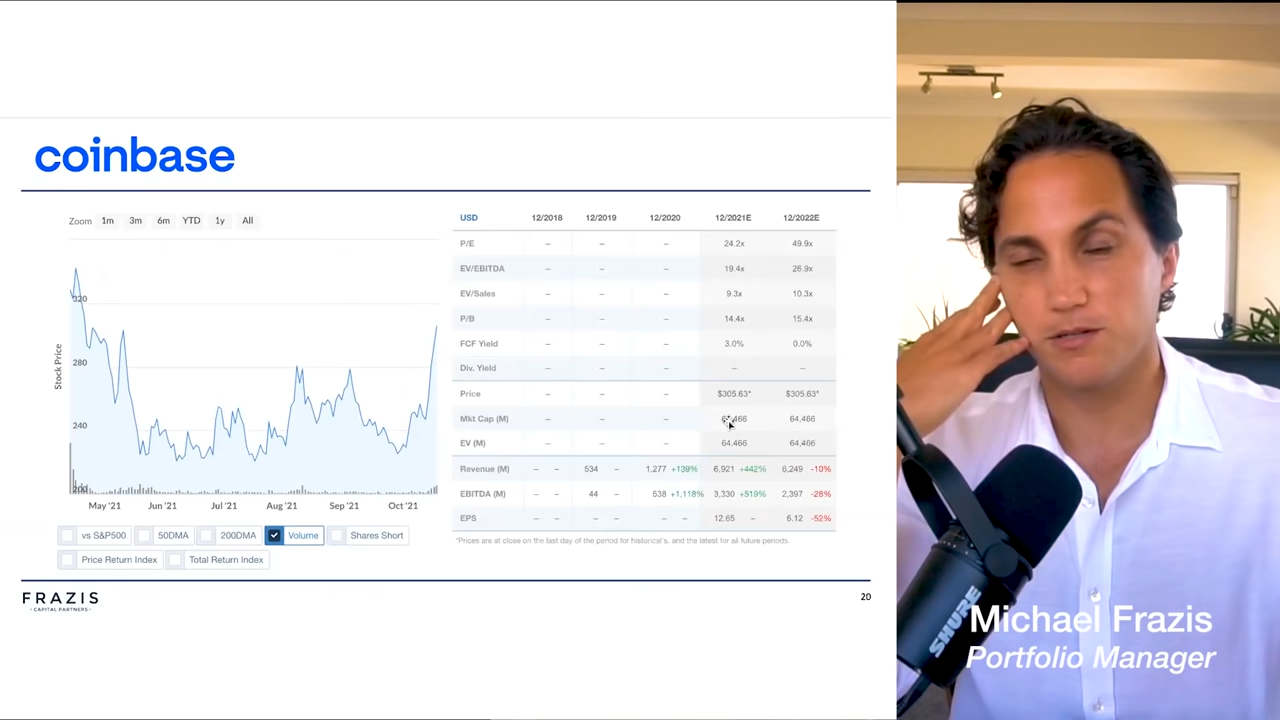 coinbase
Zoom 1m 3m 6m YTD 1y All
320
280
240
Stock Price
May '21 Jun '21 Jul '21 Aug '21 Sep '21 Oct '21
vs S&P500 50DMA 200DMA Volume Shares Short
Price Return Index Total Return Index
USD 12/2018 12/2019 12/2020 12/2021E 12/2022E
P/E – – – 24.2x 49.9x
EV/EBITDA – – – 19.4x 26.9x
EV/Sales – – – 9.3x 10.3x
P/B – – – 14.4x 15.4x
FCF Yield – – – 3.0% 0.0%
Div. Yield – – – – –
Price – – – $305.63* $305.63*
Mkt Cap (M) – – – 64,466
EV (M) – – – 64,466 64,466
Revenue (M) – – 534 – 1,277 +139% 6,921 +442% 6,249 -10%
EBITDA (M) – – 44 – 538 +1,118% 3,330 +519% 2,397 -28%
EPS – – – – – – 12.65 – 6.12 -52%
*Prices are at close on the last day of the period for historical's, and the latest for all future periods.
FRAZIS
· CAPITAL PARTNERS ·
20
SHURE
Michael Frazis
Portfolio Manager